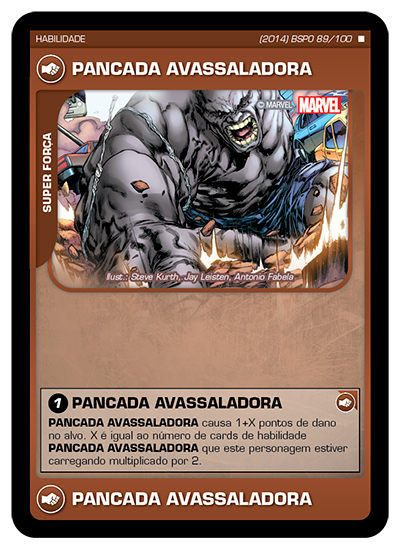 HABILIDADE
(2014) BSPO 89/100
PANCADA AVASSALADORA
© MARVEL MARVEL
SUPER FORÇA
Ilust.: Steve Kurth, Jay Leisten, Antonio Fabela
1 PANCADA AVASSALADORA
PANCADA AVASSALADORA causa 1+X pontos de dano
no alvo. X é igual ao número de cards de habilidade
PANCADA AVASSALADORA que este personagem estiver
carregando multiplicado por 2.
PANCADA AVASSALADORA